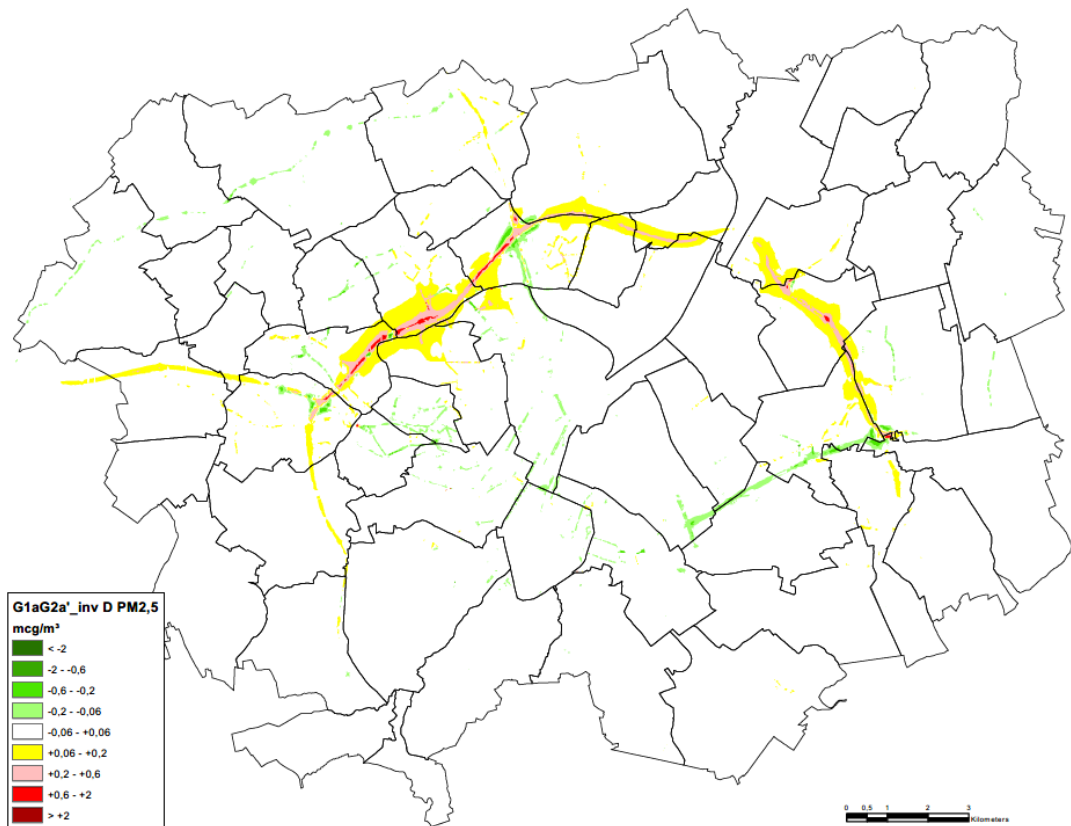 G1aG2a'_inv D PM2,5
mcg/m³
< -2
-2 - -0,6
-0,6 - -0,2
-0,2 - -0,06
-0,06 - +0,06
+0,06 - +0,2
+0,2 - +0,6
+0,6 - +2
> +2
0 0,5 1 2 3
Kilometers